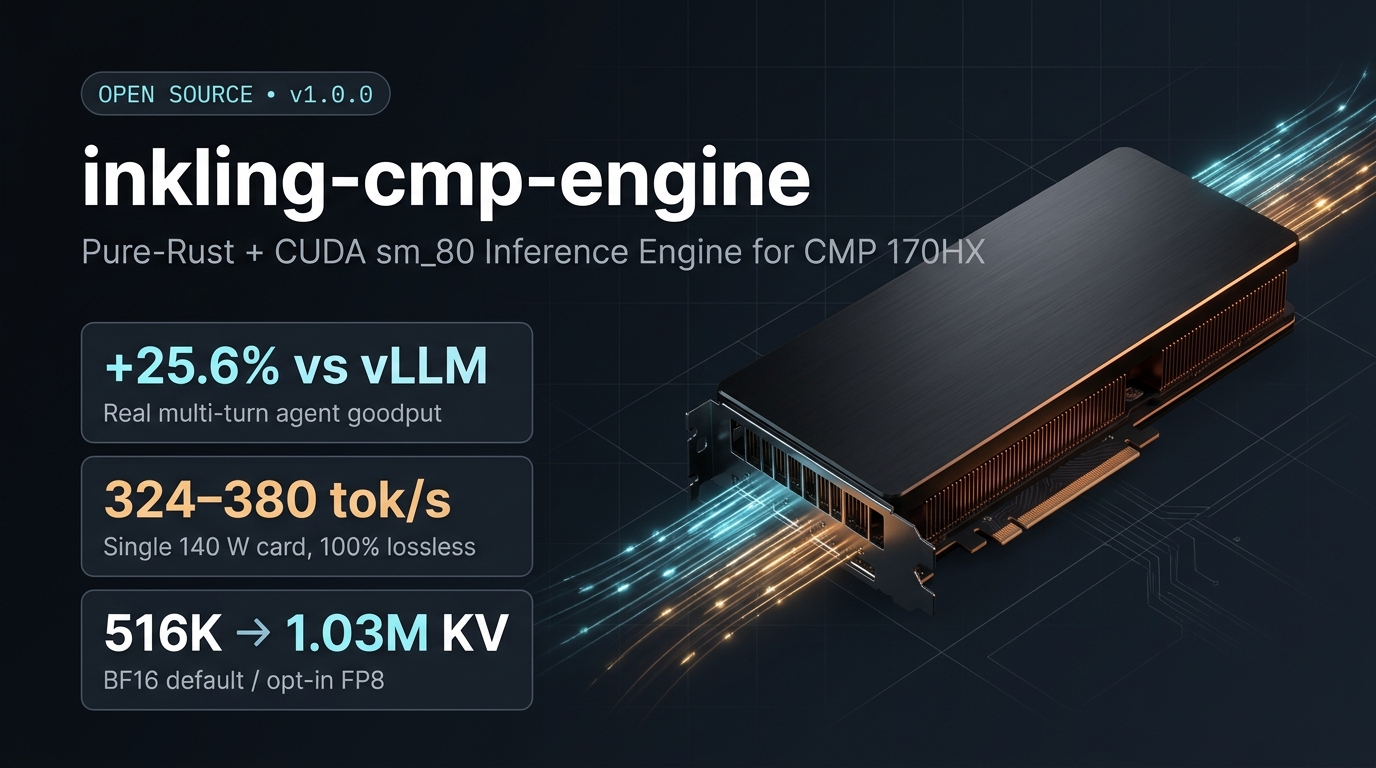 OPEN SOURCE • v1.0.0
inkling-cmp-engine
Pure-Rust + CUDA sm_80 Inference Engine for CMP 170HX
+25.6% vs vLLM
Real multi-turn agent goodput
324–380 tok/s
Single 140 W card, 100% lossless
516K → 1.03M KV
BF16 default / opt-in FP8